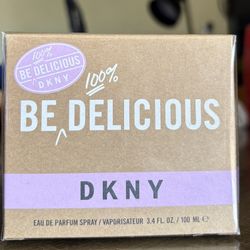 100%
BE DELICIOUS
DKNY
100%
BE DELICIOUS
DKNY
EAU DE PARFUM SPRAY / VAPORISATEUR 3.4 FL. OZ / 100 ML ℮